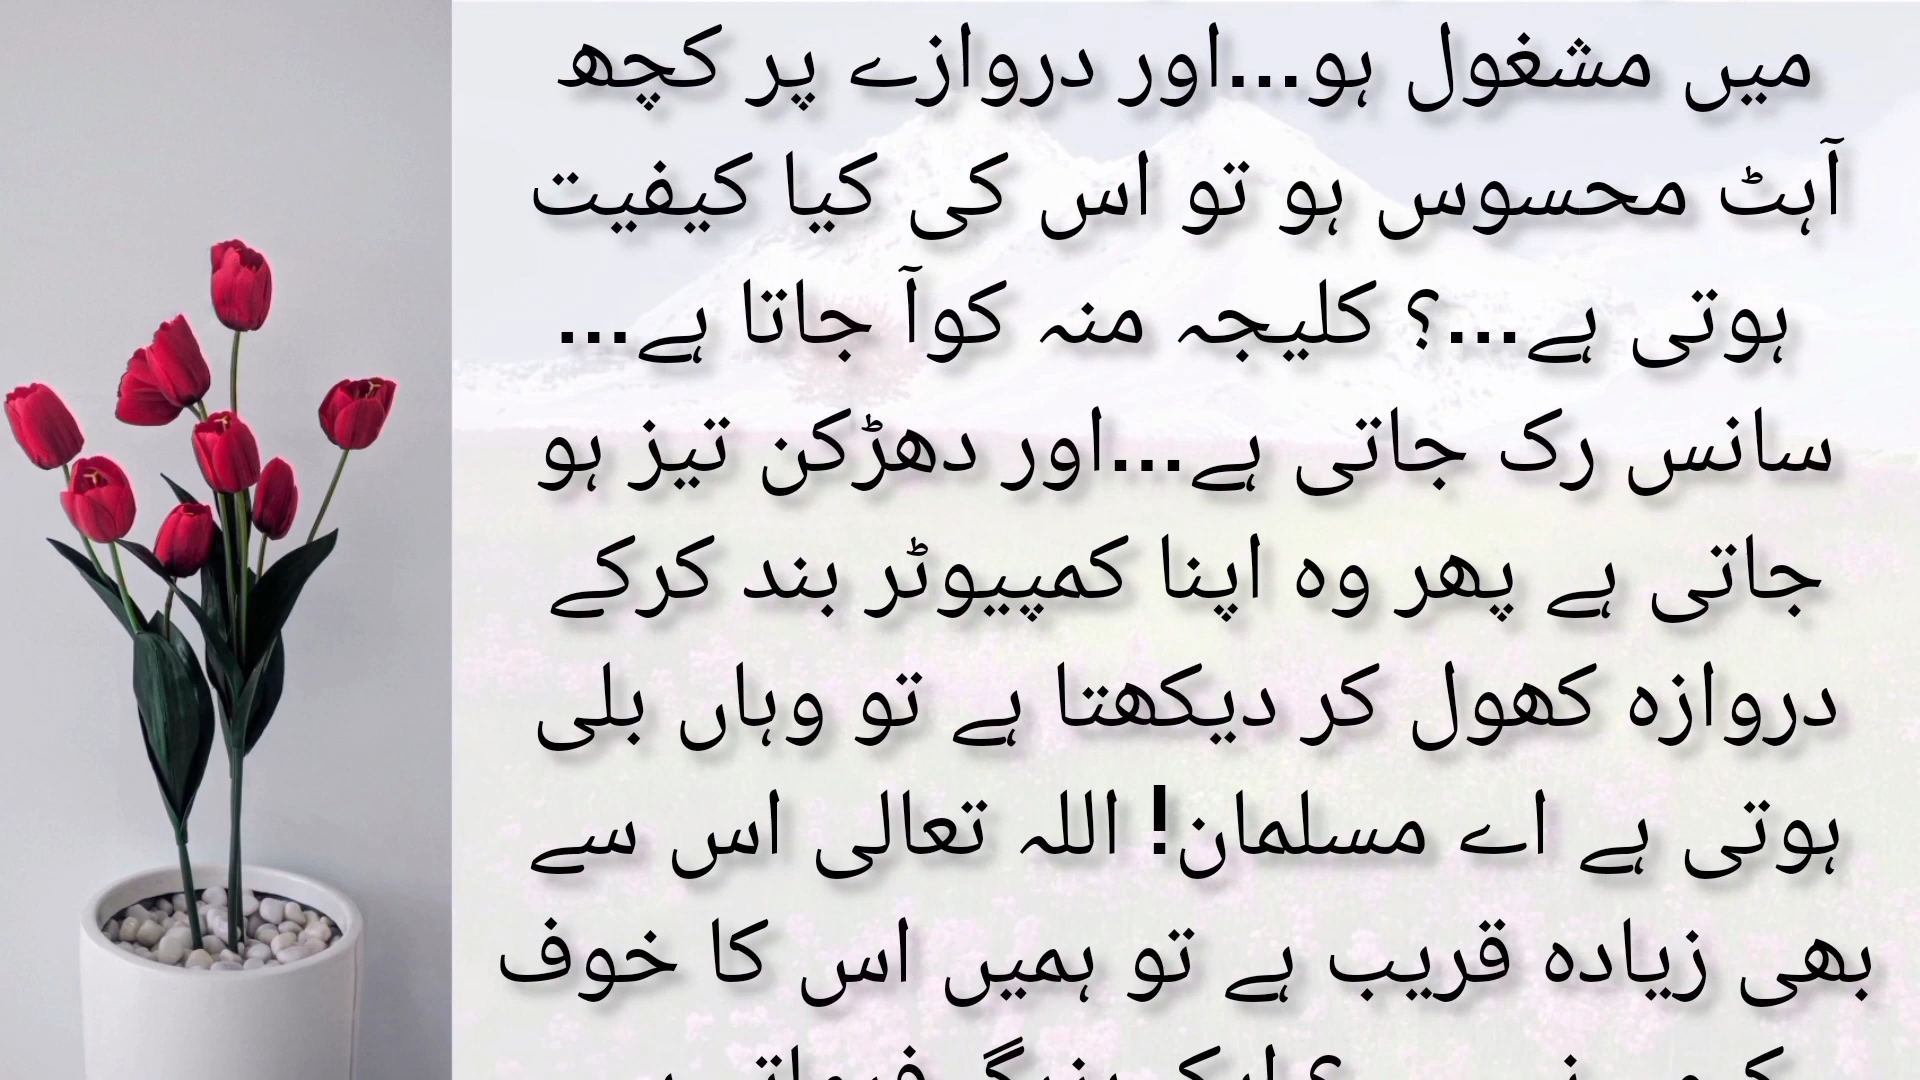 میں مشغول ہو...اور دروازے پر کچھ
آہٹ محسوس ہو تو اس کی کیا کیفیت
ہوتی ہے...؟ کلیجہ منہ کوآ جاتا ہے...
سانس رک جاتی ہے...اور دھڑکن تیز ہو
جاتی ہے پھر وہ اپنا کمپیوٹر بند کرکے
دروازہ کھول کر دیکھتا ہے تو وہاں بلی
ہوتی ہے اے مسلمان! اللہ تعالی اس سے
بھی زیادہ قریب ہے تو ہمیں اس کا خوف